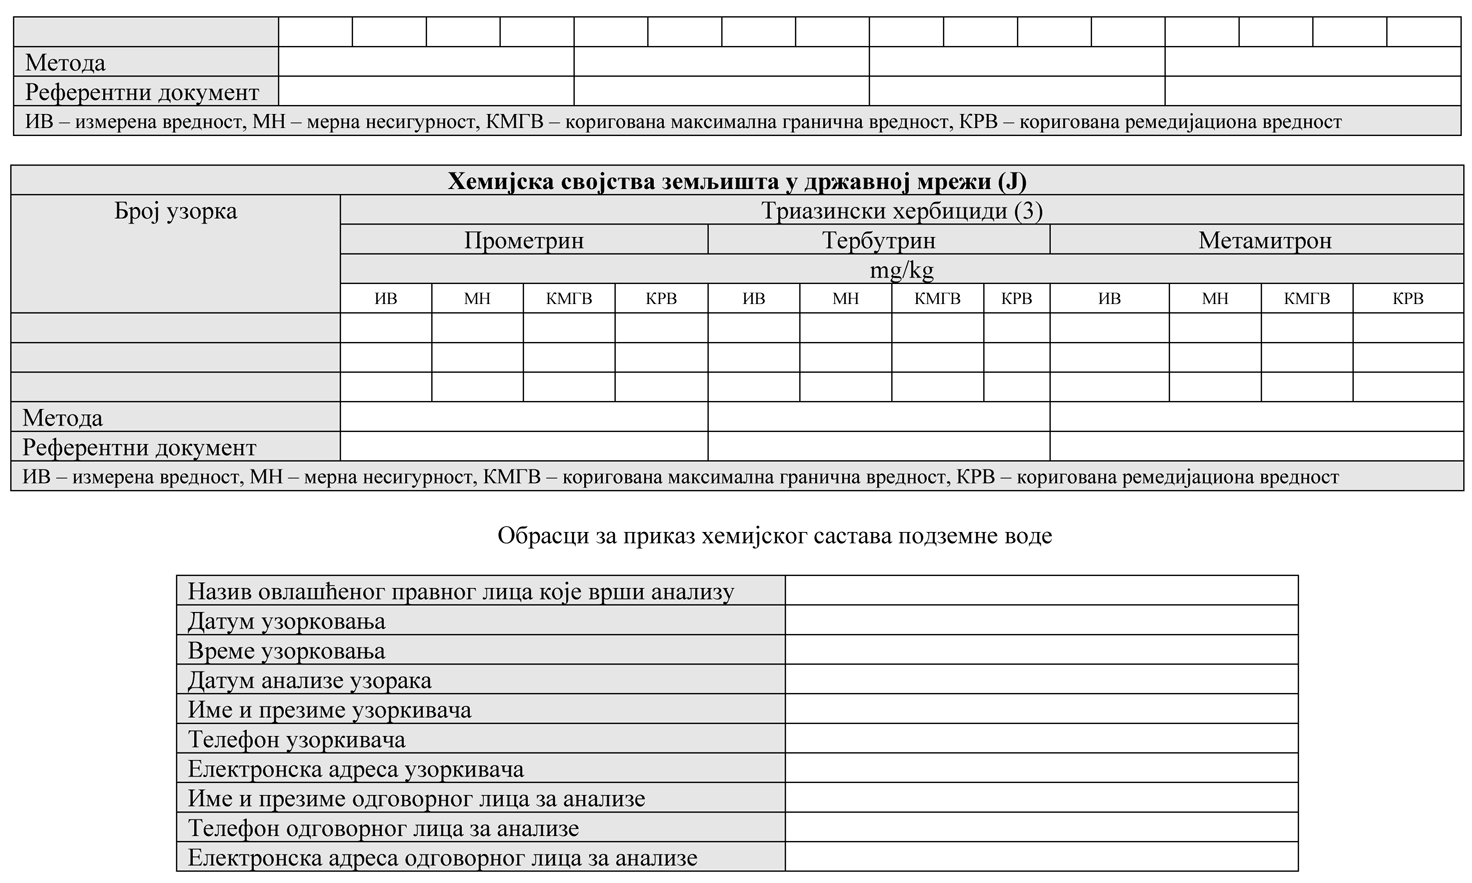 Метода
Референтни документ
ИВ – измерена вредност, МН – мерна несигурност, КМГВ – коригована максимална гранична вредност, КРВ – коригована ремедијациона вредност
Хемијска својства земљишта у државној мрежи (Ј)
Број узорка
Триазински хербициди (3)
Прометрин Тербутрин Метамитрон
mg/kg
ИВ МН КМГВ КРВ ИВ МН КМГВ КРВ ИВ МН КМГВ КРВ
Метода
Референтни документ
ИВ – измерена вредност, МН – мерна несигурност, КМГВ – коригована максимална гранична вредност, КРВ – коригована ремедијациона вредност
Обрасци за приказ хемијског састава подземне воде
Назив овлашћеног правног лица које врши анализу
Датум узорковања
Време узорковања
Датум анализе узорака
Име и презиме узоркивача
Телефон узоркивача
Електронска адреса узоркивача
Име и презиме одговорног лица за анализе
Телефон одговорног лица за анализе
Електронска адреса одговорног лица за анализе